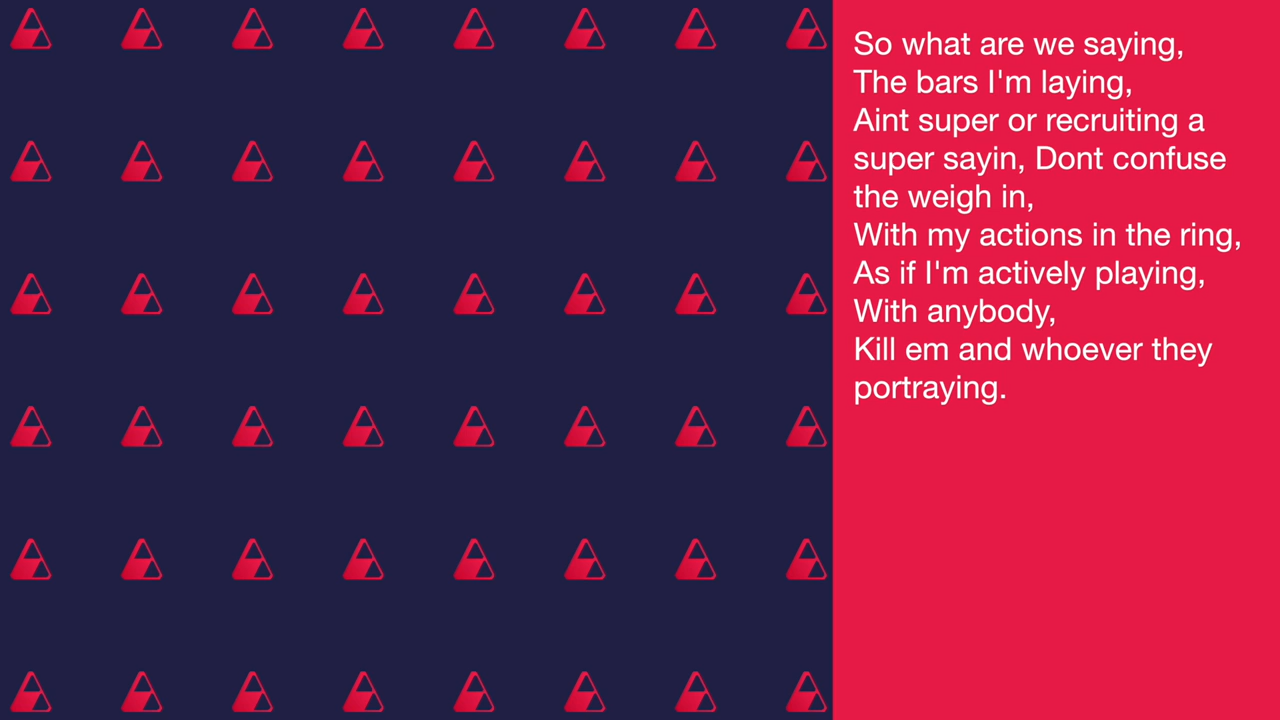 So what are we saying,
The bars I'm laying,
Aint super or recruiting a
super sayin, Dont confuse
the weigh in,
With my actions in the ring,
As if I'm actively playing,
With anybody,
Kill em and whoever they
portraying.